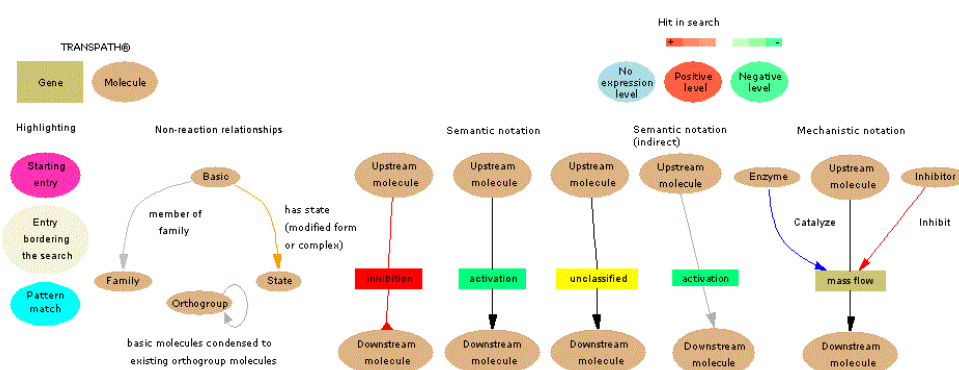 Hit in search
TRANSPATH®
+
-
Gene
Molecule
No
expression
level
Positive
level
Negative
level
Highlighting
Non-reaction relationships
Semantic notation
Semantic notation
(indirect)
Mechanistic notation
Starting
entry
Entry
bordering
the search
Pattern
match
Basic
member of
family
has state
(modified form
or complex)
Family
State
Orthogroup
basic molecules condensed to
existing orthogroup molecules
Upstream
molecule
inhibition
Downstream
molecule
Upstream
molecule
activation
Downstream
molecule
Upstream
molecule
unclassified
Downstream
molecule
Upstream
molecule
activation
Downstream
molecule
Enzyme
Upstream
molecule
Inhibitor
Catalyze
Inhibit
mass flow
Downstream
molecule